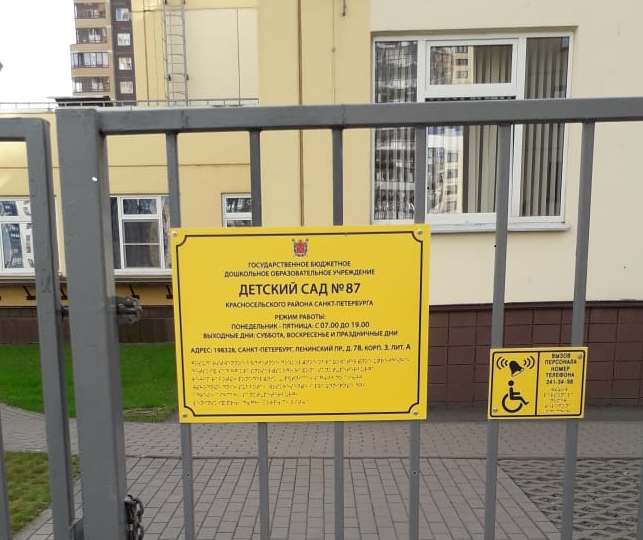 ГОСУДАРСТВЕННОЕ БЮДЖЕТНОЕ
ДОШКОЛЬНОЕ ОБРАЗОВАТЕЛЬНОЕ УЧРЕЖДЕНИЕ
ДЕТСКИЙ САД №87
КРАСНОСЕЛЬСКОГО РАЙОНА САНКТ-ПЕТЕРБУРГА
РЕЖИМ РАБОТЫ:
ПОНЕДЕЛЬНИК - ПЯТНИЦА: С 07.00 ДО 19.00
ВЫХОДНЫЕ ДНИ: СУББОТА, ВОСКРЕСЕНЬЕ И ПРАЗДНИЧНЫЕ ДНИ
АДРЕС: 198328, САНКТ-ПЕТЕРБУРГ, ЛЕНИНСКИЙ ПР, Д. 78, КОРП. 3, ЛИТ. А
ВЫЗОВ
ПЕРСОНАЛА
НОМЕР
ТЕЛЕФОНА
241-34-98